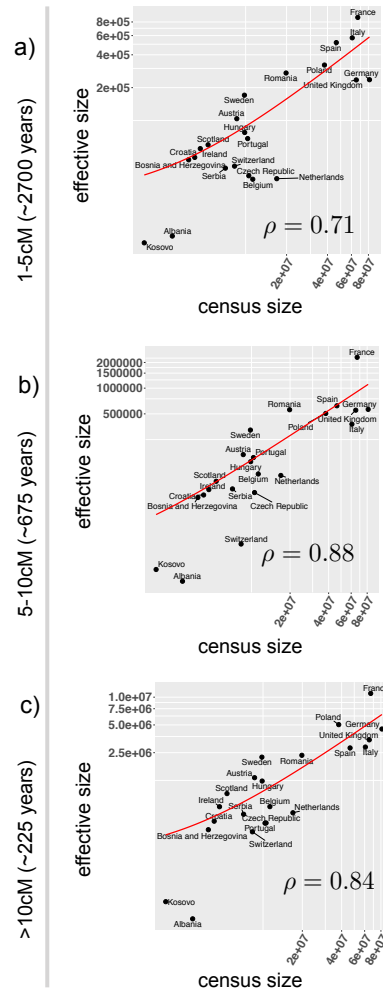 a)
1-5cM (~2700 years)
effective size
8e+05
6e+05
4e+05
2e+05
France
Italy
Spain
Poland
Germany
United Kingdom
Romania
Sweden
Austria
Hungary
Portugal
Scotland
Croatia
Ireland
Switzerland
Bosnia and Herzegovina
Czech Republic
Serbia
Belgium
Netherlands
Albania
Kosovo
ρ = 0.71
2e+07
4e+07
6e+07
8e+07
census size
b)
5-10cM (~675 years)
effective size
2000000
1500000
1000000
500000
France
Spain
Romania
Germany
Poland
United Kingdom
Italy
Sweden
Austria
Portugal
Hungary
Scotland
Belgium
Netherlands
Ireland
Croatia
Serbia
Bosnia and Herzegovina
Czech Republic
Switzerland
Kosovo
Albania
ρ = 0.88
2e+07
4e+07
6e+07
8e+07
census size
c)
>10cM (~225 years)
effective size
1.0e+07
7.5e+06
5.0e+06
2.5e+06
Franc
Poland
Germany
United Kingdom
Sweden
Romania
Spain
Italy
Austria
Hungary
Scotland
Ireland
Belgium
Serbia
Netherlands
Croatia
Czech Republic
Bosnia and Herzegovina
Portugal
Switzerland
Kosovo
Albania
ρ = 0.84
2e+07
4e+07
6e+07
8e+07
census size